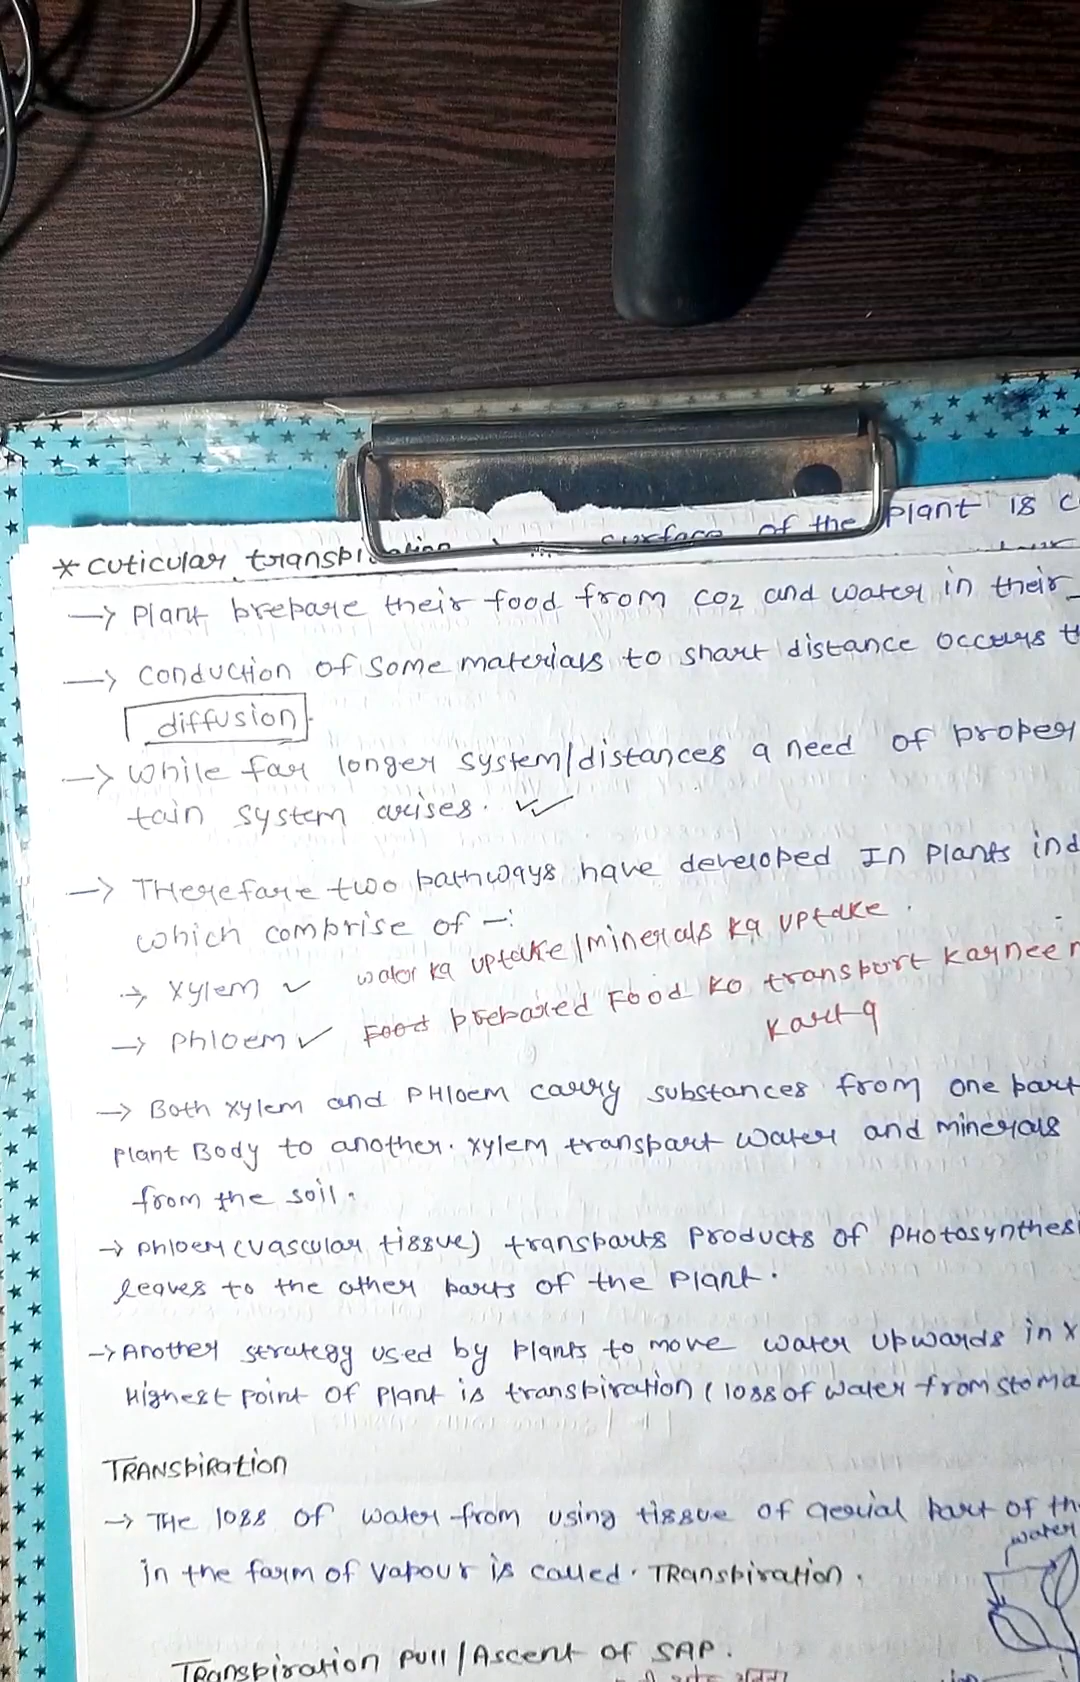 * cuticular transpiration surface of the plant is c
→ Plant prepare their food from CO2 and water in their
→ conduction of some materials to short distance occurs t
diffusion
→ While for longer system/distances a need of proper
tain system arises.
→ THerefore two pathways have developed In Plants ind
which comprise of –:
→ Xylem ✓ water ka uptake/minerals ka uptake.
→ Phloem ✓ Food prepared Food ko transport karnee
karta
→ Both xylem and PHloem carry substances from one part
Plant Body to another. xylem transport water and minerals
from the soil.
→ phloem (vascular tissue) transports Products of PHotosynthesi
leaves to the other parts of the Plant.
→ Another strategy used by plants to move water upwards in x
Highest point of Plant is transpiration (loss of water from stoma
TRANSpiRation
→ THe loss of water from using tissue of aerial part of th
water
in the form of vapour is called. TRanspiration.
TRanspiration pull/Ascent of SAP.